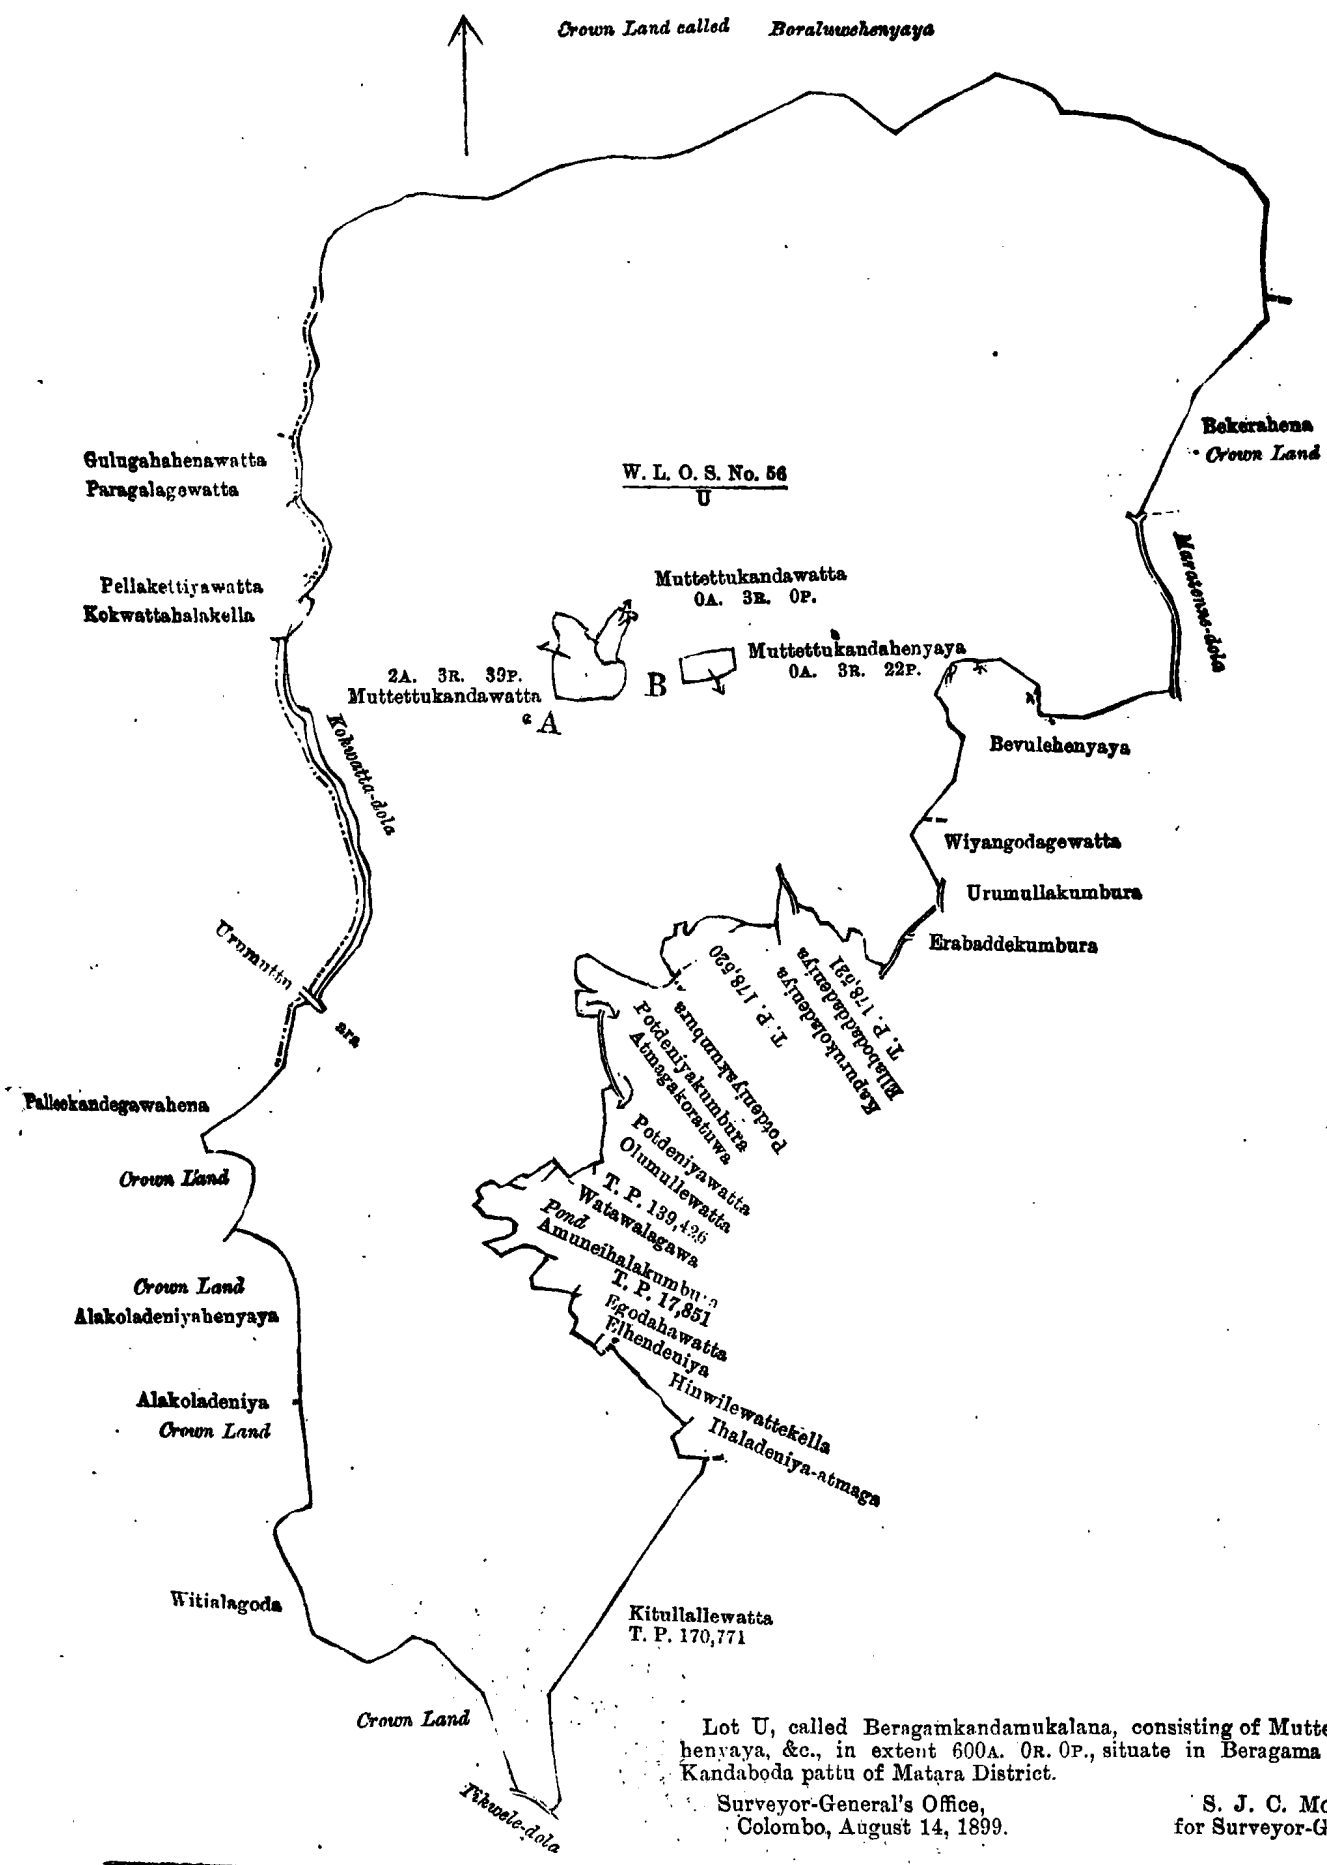 Crown Land called Boraluwehenyaya
Bekerahena
Crown Land
Gulugahahenawatta
Paragalagewatta
W. L. O. S. No. 56
U
Maratenne-dola
Pellakettiyawatta
Kokwattahalakella
Muttettukandawatta
0A. 3R. 0P.
Muttettukandahenyaya
0A. 3R. 22P.
2A. 3R. 39P.
Muttettukandawatta
A
B
Kokwatta-dola
Bevulehenyaya
Wiyangodagewatta
Urumullakumbura
Erabaddekumbura
Urumuttu
ara
T. P. 178,520
T. P. 178,521
Ellabodaddadeniya
Kapurukoladeniya
Potdeniyakumbura
Potdeniyakumbura
Atmagakoratuwa
Palleekandegawahena
Crown Land
Potdeniyawatta
Olumullewatta
T. P. 139,426
Watawalagawa
Pond
Amuneihalakumbura
T. P. 17,851
Egodahawatta
Elhendeniya
Crown Land
Alakoladeniyahenyaya
Alakoladeniya
Crown Land
Hinwilewattekella
Ihaladeniya-atmaga
Witialagoda
Kitullallewatta
T. P. 170,771
Crown Land
Tikwele-dola
Lot U, called Beragamkandamukalana, consisting of Mutte
henyaya, &c., in extent 600A. 0R. 0P., situate in Beragama
Kandaboda pattu of Matara District.
Surveyor-General's Office,
Colombo, August 14, 1899.
S. J. C. Mc
for Surveyor-G